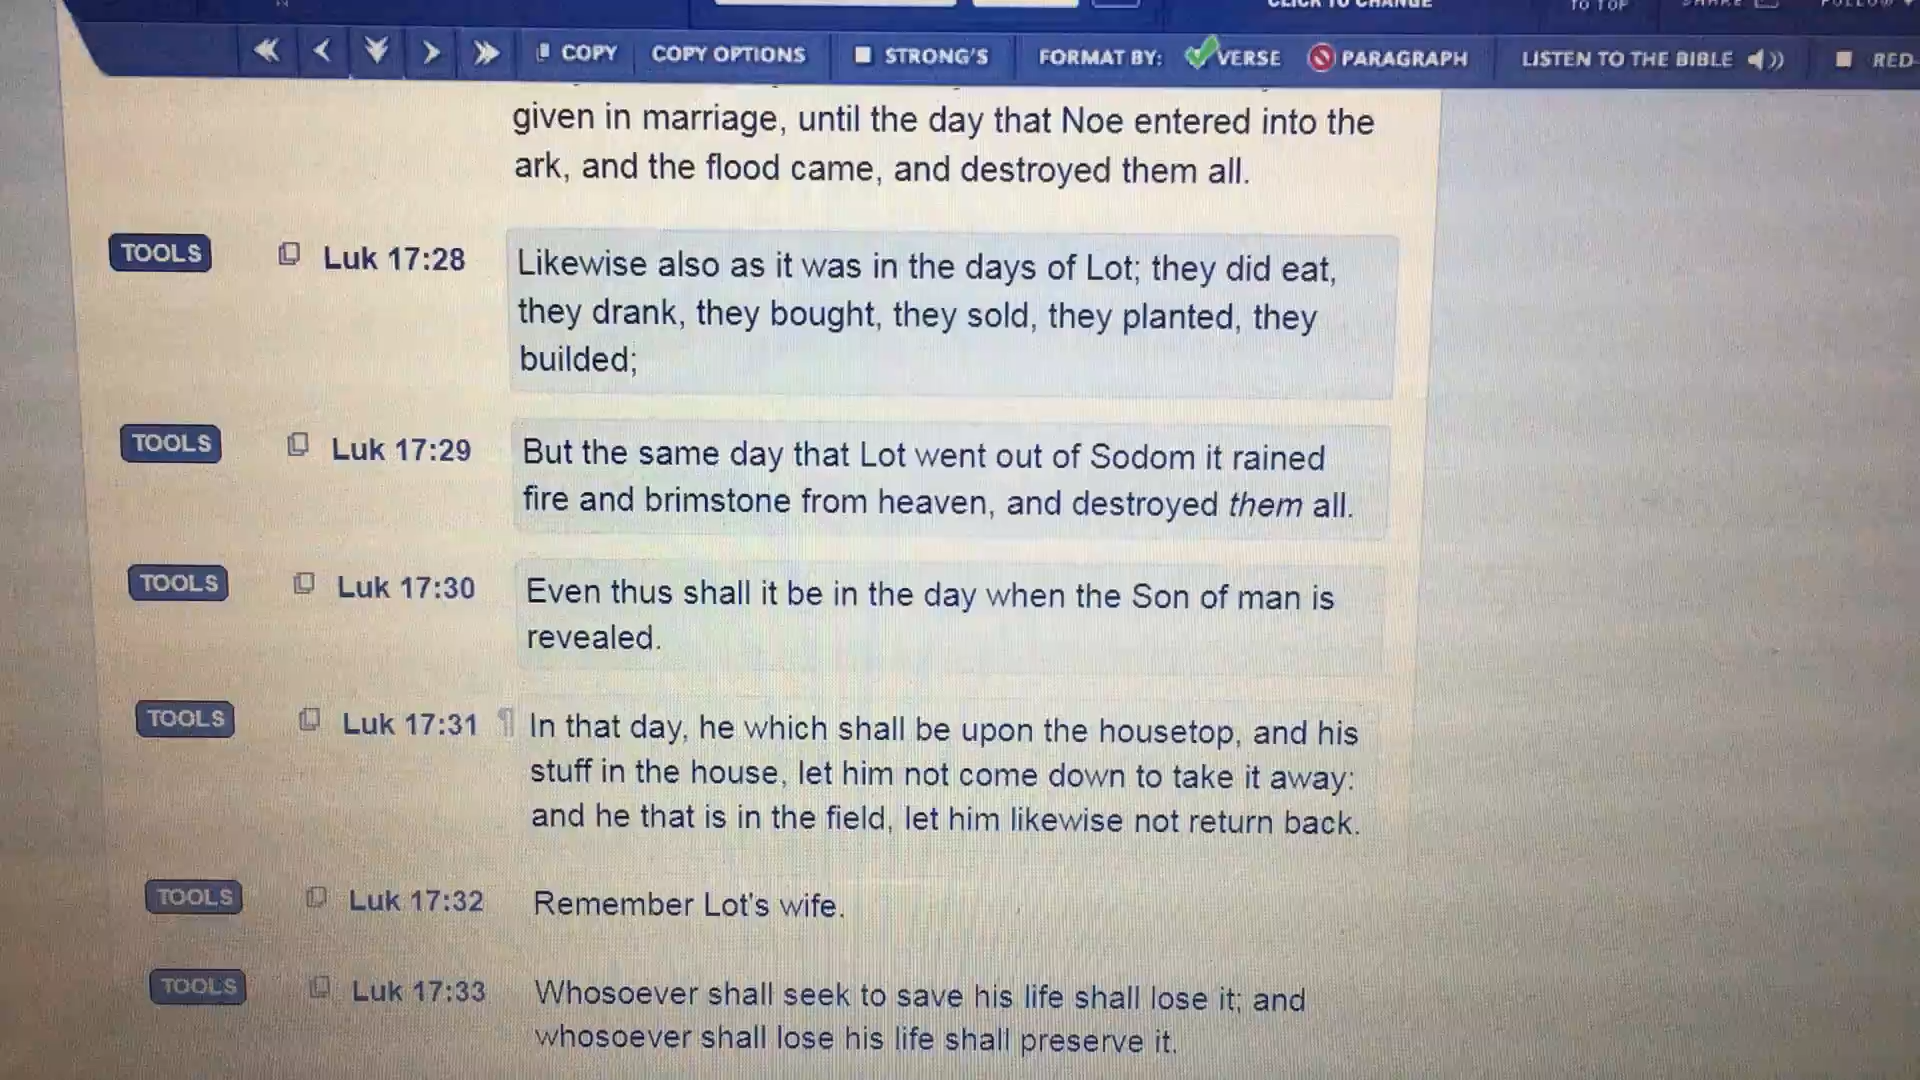 CLICK TO CHANGE
TO TOP
COPY
COPY OPTIONS
STRONG'S
FORMAT BY:
VERSE
PARAGRAPH
LISTEN TO THE BIBLE
RED
given in marriage, until the day that Noe entered into the
ark, and the flood came, and destroyed them all.
TOOLS
Luk 17:28
Likewise also as it was in the days of Lot; they did eat,
they drank, they bought, they sold, they planted, they
builded;
TOOLS
Luk 17:29
But the same day that Lot went out of Sodom it rained
fire and brimstone from heaven, and destroyed them all.
TOOLS
Luk 17:30
Even thus shall it be in the day when the Son of man is
revealed.
TOOLS
Luk 17:31
¶ In that day, he which shall be upon the housetop, and his
stuff in the house, let him not come down to take it away:
and he that is in the field, let him likewise not return back.
TOOLS
Luk 17:32
Remember Lot's wife.
TOOLS
Luk 17:33
Whosoever shall seek to save his life shall lose it; and
whosoever shall lose his life shall preserve it.